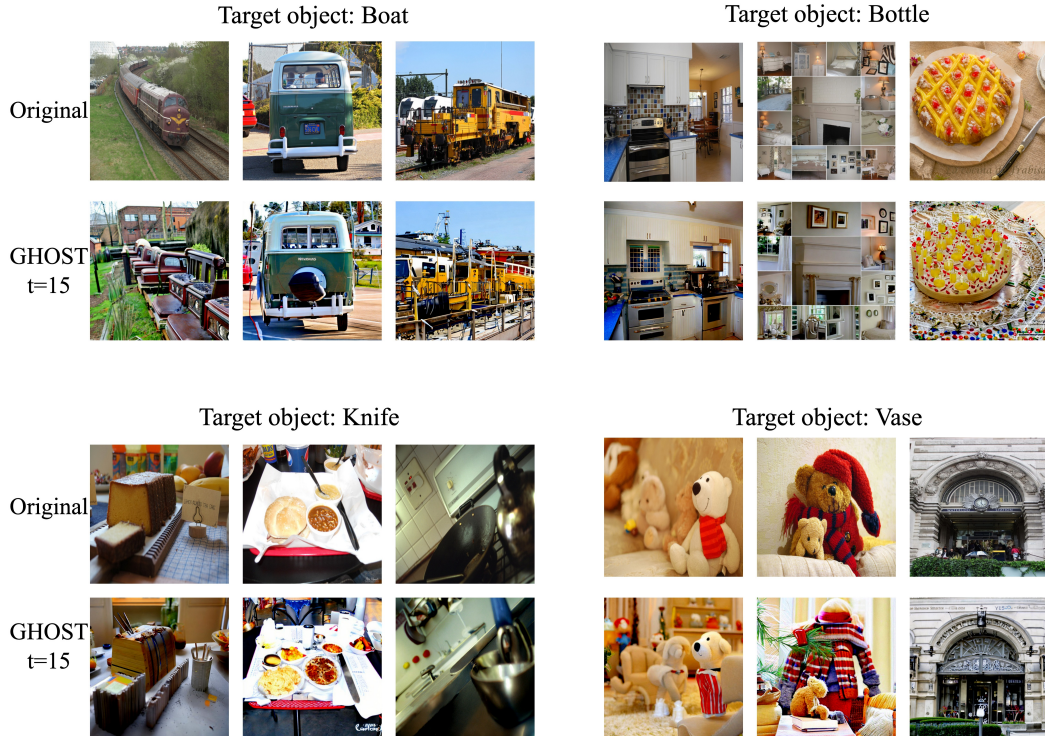 Target object: Boat
Target object: Bottle
Original
GHOST
t=15
Target object: Knife
Target object: Vase
Original
GHOST
t=15